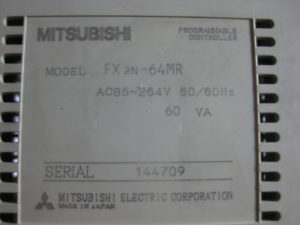 MITSUBISHI PROGRAMMABLE CONTROLLER
MODEL FX2N-64MR
AC85-264V 50/60Hz
60 VA
SERIAL 144709
MITSUBISHI ELECTRIC CORPORATION
MADE IN JAPAN